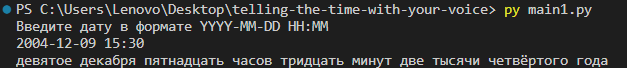 PS C:\Users\Lenovo\Desktop\telling-the-time-with-your-voice> py main1.py
Введите дату в формате YYYY-MM-DD HH:MM
2004-12-09 15:30
девятое декабря пятнадцать часов тридцать минут две тысячи четвёртого года